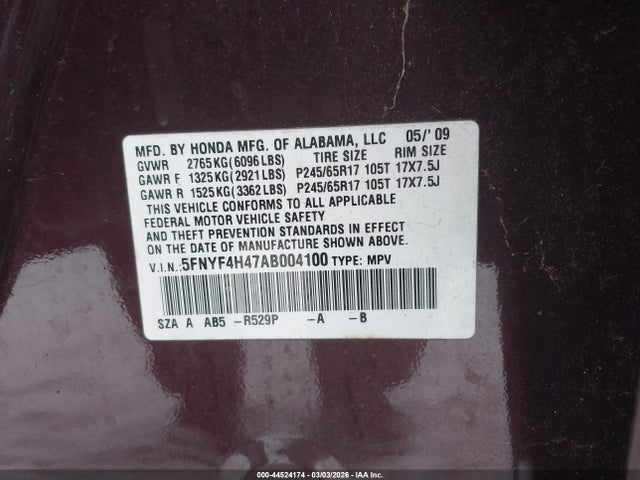 MFD. BY HONDA MFG. OF ALABAMA, LLC 05/'09
GVWR 2765KG(6096LBS) TIRE SIZE RIM SIZE
GAWR F 1325KG(2921LBS) P245/65R17 105T 17X7.5J
GAWR R 1525KG(3362LBS) P245/65R17 105T 17X7.5J
THIS VEHICLE CONFORMS TO ALL APPLICABLE
FEDERAL MOTOR VEHICLE SAFETY
AND THEFT PREVENTION STANDARDS IN EFFECT
ON THE DATE OF MANUFACTURE SHOWN ABOVE.
V.I.N.:5FNYF4H47AB004100 TYPE: MPV
SZA A AB5 -R529P -A -B
000-44524174 | 03/03/2026 | IAA Inc.